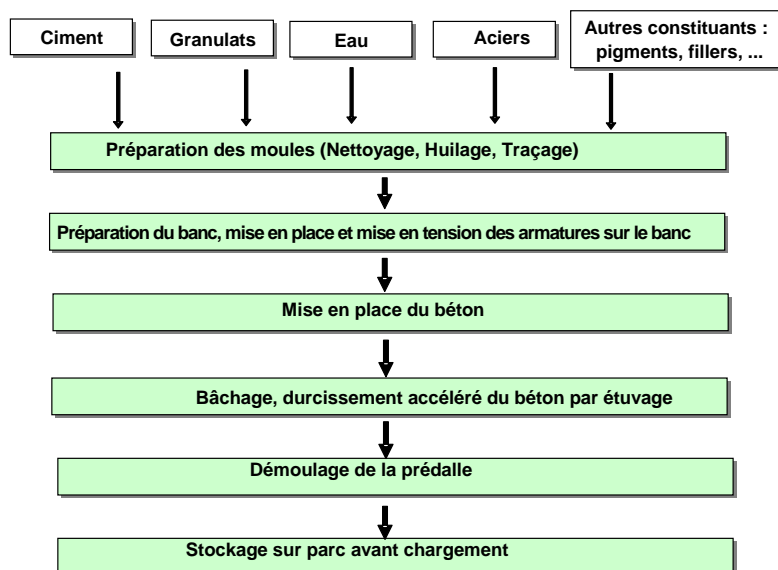 Ciment
Granulats
Eau
Aciers
Autres constituants :
pigments, fillers, ...
Préparation des moules (Nettoyage, Huilage, Traçage)
Préparation du banc, mise en place et mise en tension des armatures sur le banc
Mise en place du béton
Bâchage, durcissement accéléré du béton par étuvage
Démoulage de la prédalle
Stockage sur parc avant chargement